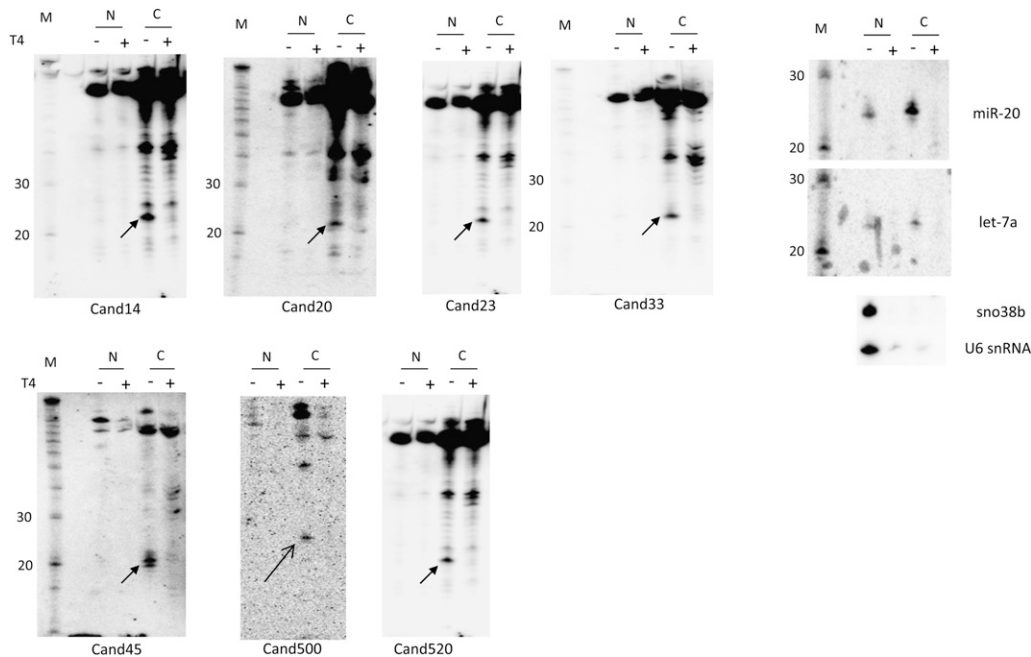 M N C
T4 - + - +
30
20
Cand14
M N C
- + - +
30
20
Cand20
N C
- + - +
Cand23
M N C
- + - +
30
20
Cand33
M N C
- + - +
30
20
miR-20
30
20
let-7a
sno38b
U6 snRNA
M N C
T4 - + - +
30
20
Cand45
N C
- + - +
Cand500
N C
- + - +
Cand520